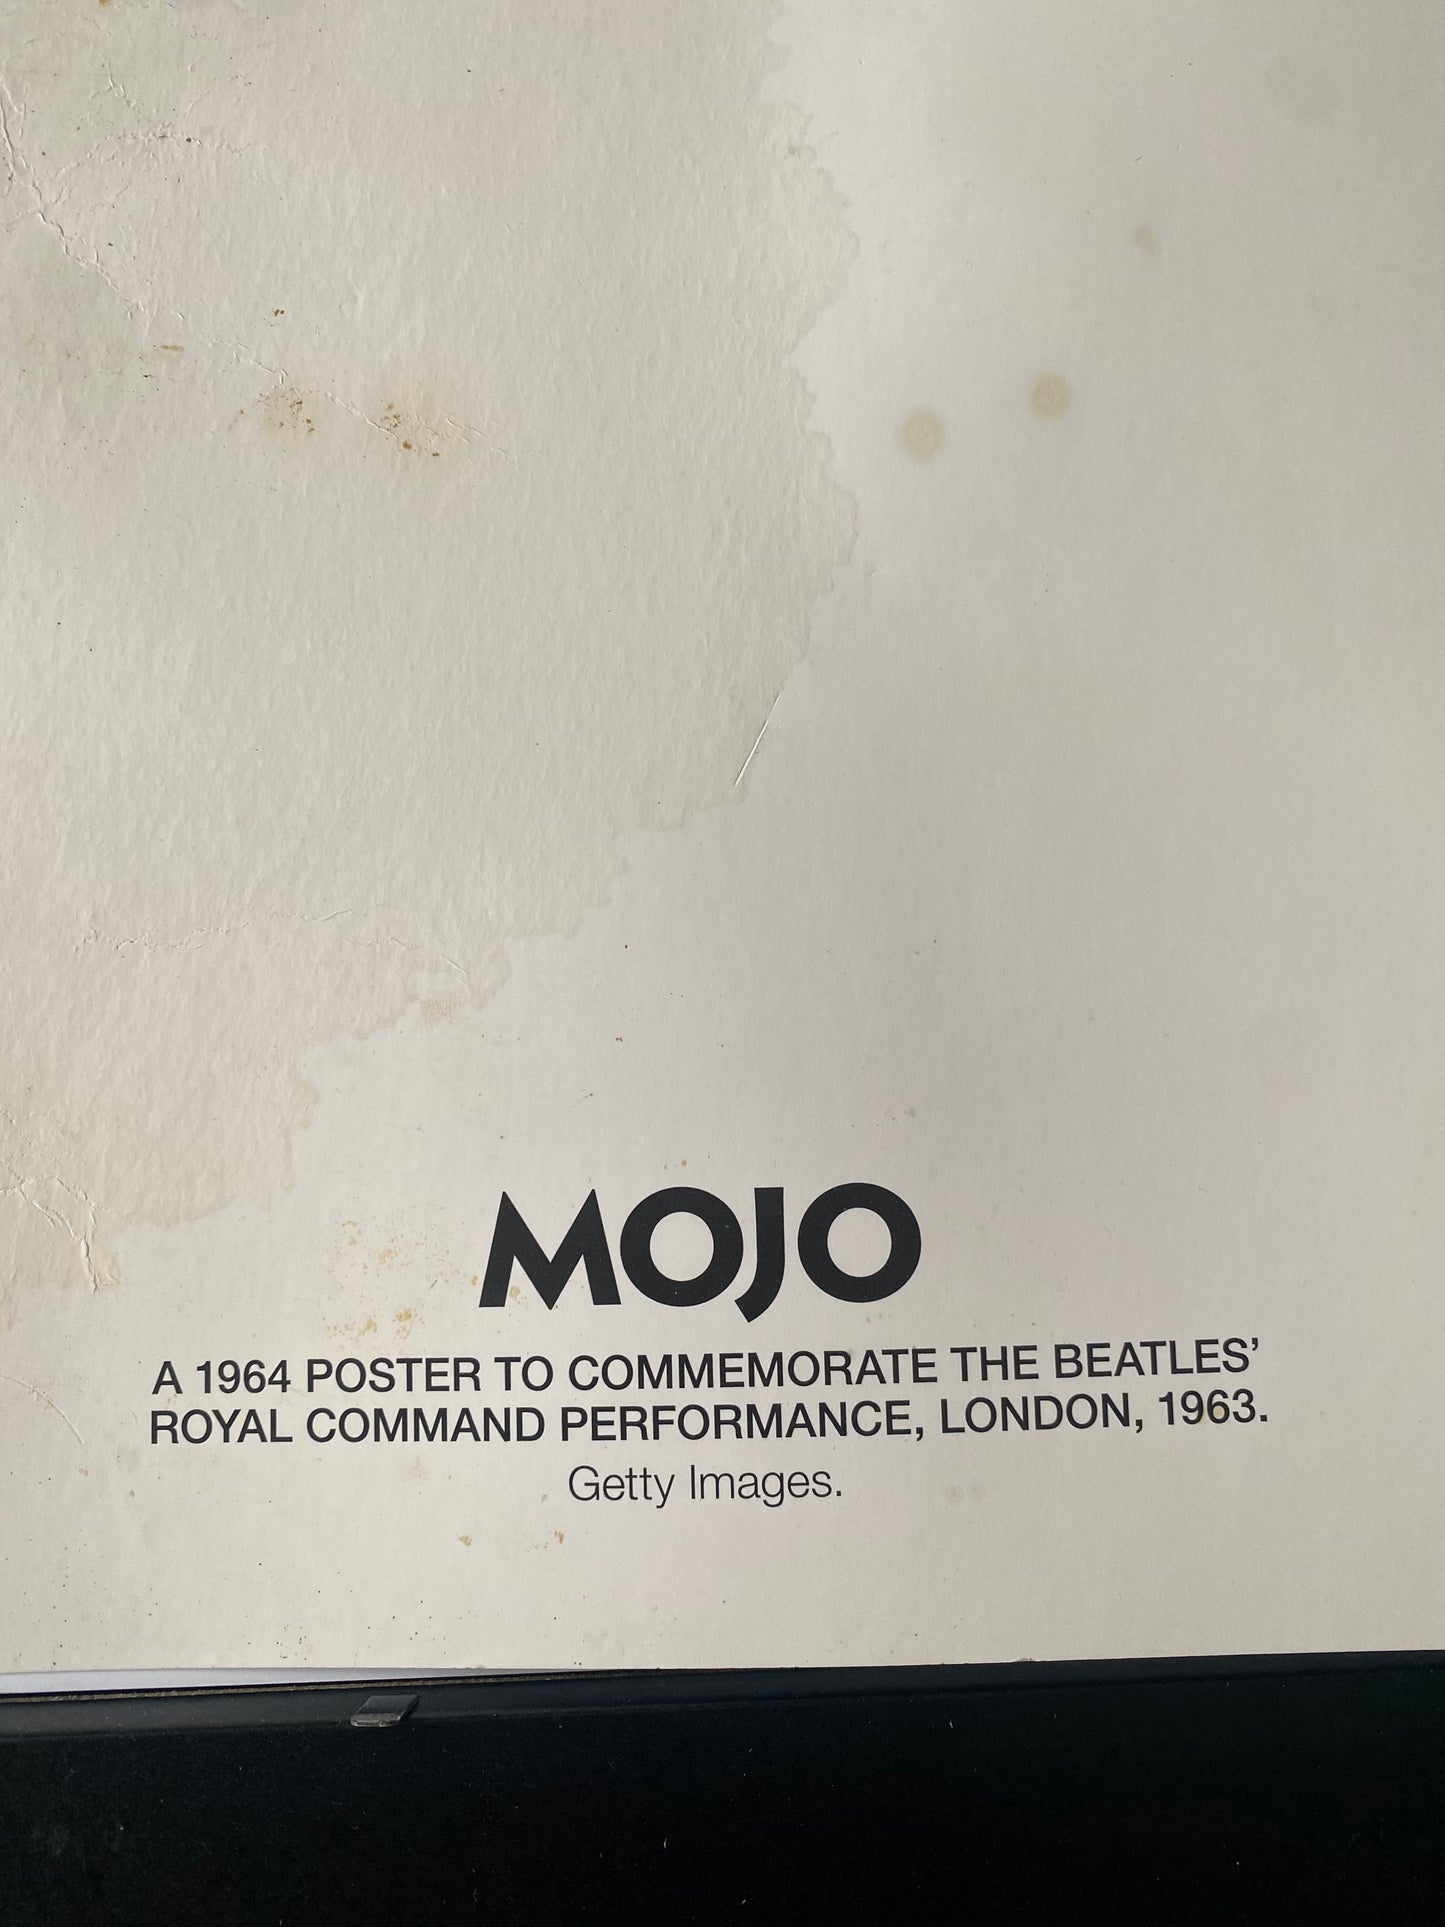 MOJO
A 1964 POSTER TO COMMEMORATE THE BEATLES’
ROYAL COMMAND PERFORMANCE, LONDON, 1963.
Getty Images.